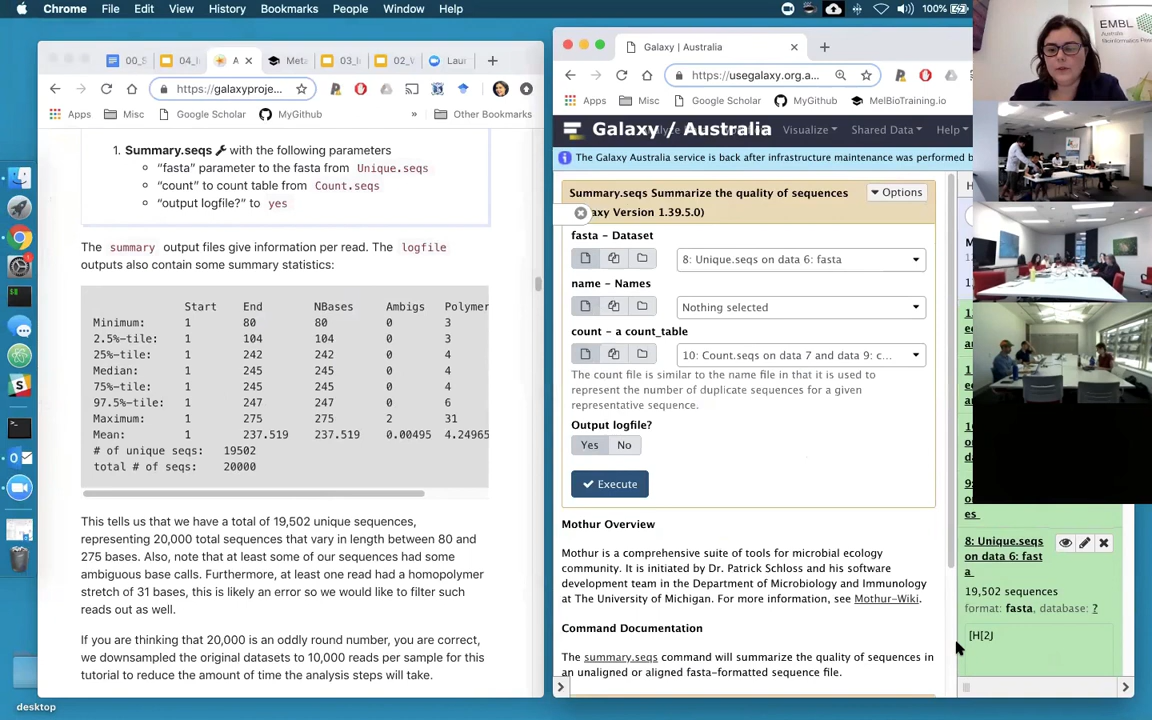 Chrome File Edit View History Bookmarks People Window Help 100%
00_S 04_I A Meta 03_I 02_V Laur
https://galaxyproje...
Apps Misc Google Scholar MyGithub » Other Bookmarks
1. Summary.seqs with the following parameters
"fasta" parameter to the fasta from Unique.seqs
"count" to count table from Count.seqs
"output logfile?" to yes
The summary output files give information per read. The logfile
outputs also contain some summary statistics:
Start End NBases Ambigs Polymer
Minimum: 1 80 80 0 3
2.5%-tile: 1 104 104 0 3
25%-tile: 1 242 242 0 4
Median: 1 245 245 0 4
75%-tile: 1 245 245 0 4
97.5%-tile: 1 247 247 0 6
Maximum: 1 275 275 2 31
Mean: 1 237.519 237.519 0.00495 4.24965
# of unique seqs: 19502
total # of seqs: 20000
This tells us that we have a total of 19,502 unique sequences,
representing 20,000 total sequences that vary in length between 80 and
275 bases. Also, note that at least some of our sequences had some
ambiguous base calls. Furthermore, at least one read had a homopolymer
stretch of 31 bases, this is likely an error so we would like to filter such
reads out as well.
If you are thinking that 20,000 is an oddly round number, you are correct,
we downsampled the original datasets to 10,000 reads per sample for this
tutorial to reduce the amount of time the analysis steps will take.
desktop
Galaxy | Australia
https://usegalaxy.org.a...
Apps Misc Google Scholar MyGithub MelBioTraining.io
Galaxy / Australia Visualize Shared Data Help
The Galaxy Australia service is back after infrastructure maintenance was performed b
Summary.seqs Summarize the quality of sequences
axy Version 1.39.5.0)
Options
fasta - Dataset
8: Unique.seqs on data 6: fasta
name - Names
Nothing selected
count - a count_table
10: Count.seqs on data 7 and data 9: c...
The count file is similar to the name file in that it is used to
represent the number of duplicate sequences for a given
representative sequence.
Output logfile?
Yes No
Execute
Mothur Overview
Mothur is a comprehensive suite of tools for microbial ecology
community. It is initiated by Dr. Patrick Schloss and his software
development team in the Department of Microbiology and Immunology
at The University of Michigan. For more information, see Mothur-Wiki.
Command Documentation
The summary.seqs command will summarize the quality of sequences in
an unaligned or aligned fasta-formatted sequence file.
8: Unique.seqs
on data 6: fast
a
19,502 sequences
format: fasta, database: ?
[H[2J
EMBL